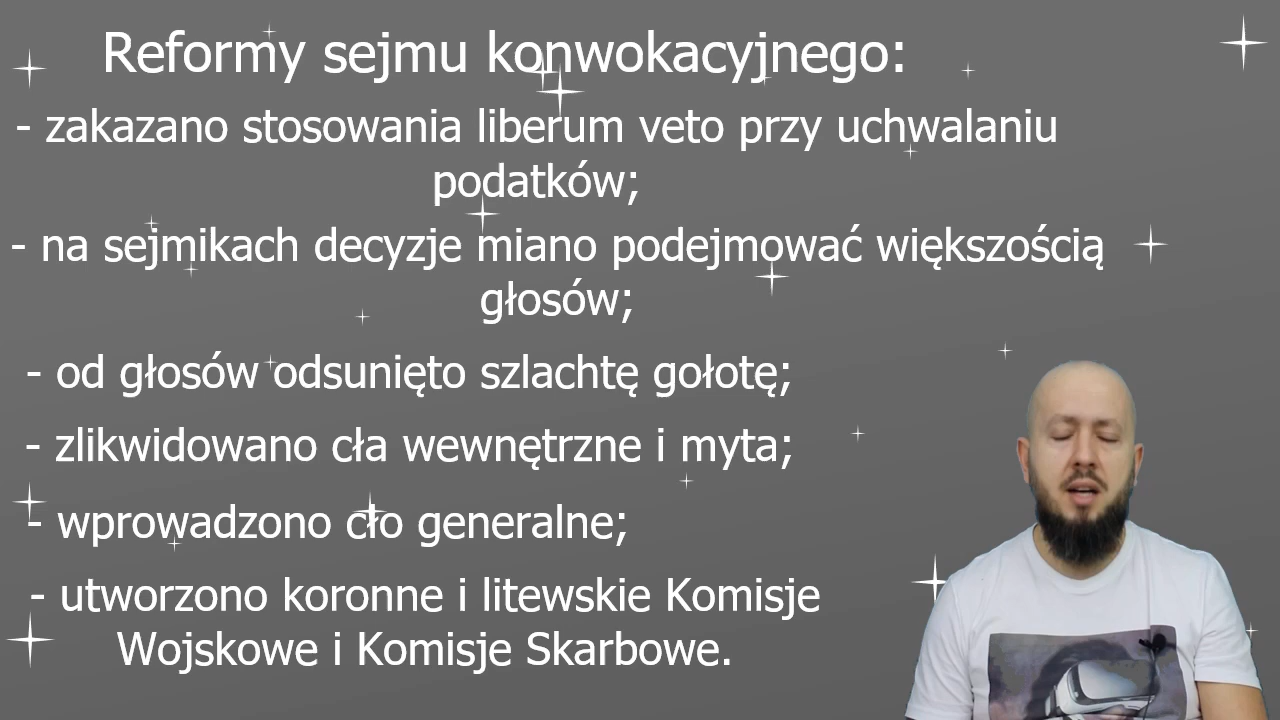 Reformy sejmu konwokacyjnego:
- zakazano stosowania liberum veto przy uchwalaniu
podatków;
- na sejmikach decyzje miano podejmować większością
głosów;
- od głosów odsunięto szlachtę gołotę;
- zlikwidowano cła wewnętrzne i myta;
- wprowadzono cło generalne;
- utworzono koronne i litewskie Komisje
Wojskowe i Komisje Skarbowe.